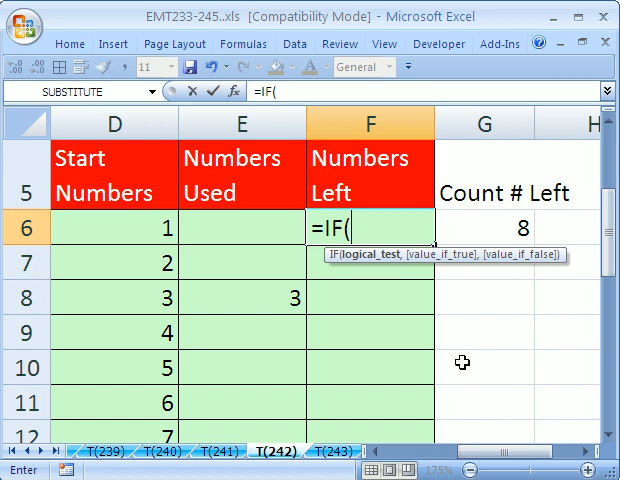 EMT233-245..xls [Compatibility Mode] - Microsoft Excel
Home Insert Page Layout Formulas Data Review View Developer Add-Ins
11 General
SUBSTITUTE =IF(
D E F G H
5 Start Numbers Numbers Used Numbers Left Count # Left
6 1 =IF( 8
IF(logical_test, [value_if_true], [value_if_false])
7 2
8 3 3
9 4
10 5
11 6
12 7
T(239) T(240) T(241) T(242) T(243)
Enter 175%